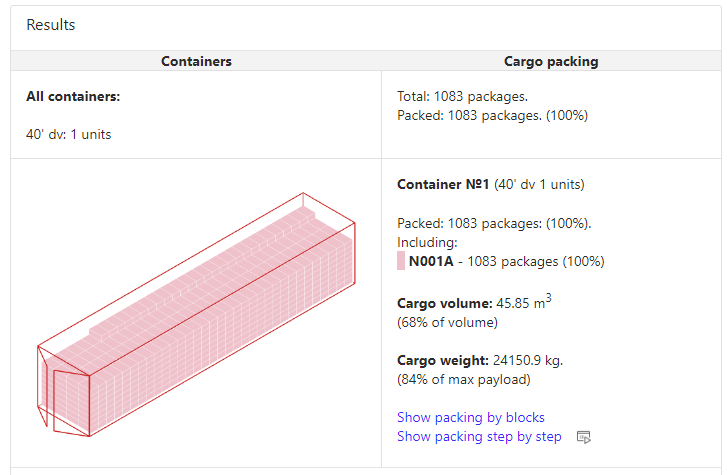 Results
Containers
Cargo packing
All containers:
40' dv: 1 units
Total: 1083 packages.
Packed: 1083 packages. (100%)
Container №1 (40' dv 1 units)
Packed: 1083 packages: (100%).
Including:
N001A - 1083 packages (100%)
Cargo volume: 45.85 m³
(68% of volume)
Cargo weight: 24150.9 kg.
(84% of max payload)
Show packing by blocks
Show packing step by step